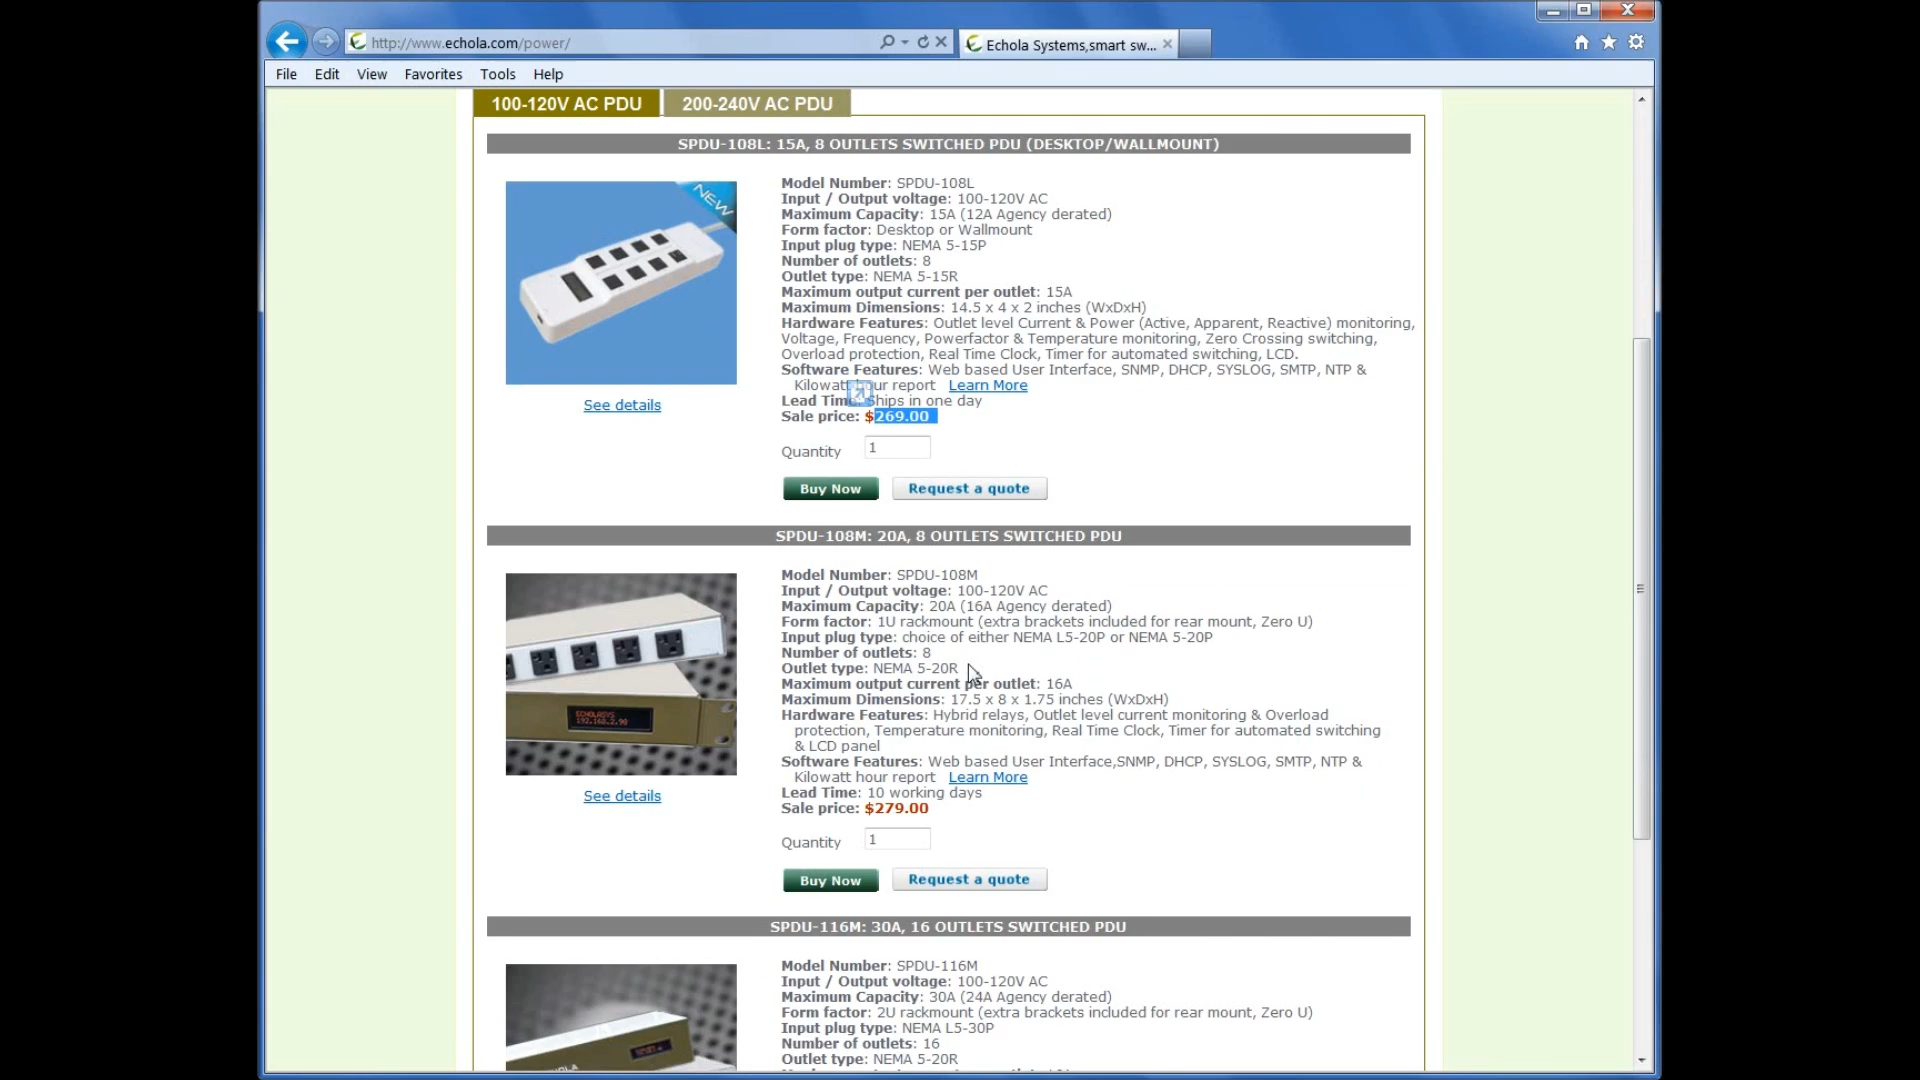 http://www.echola.com/power/
Echola Systems,smart sw...
File Edit View Favorites Tools Help
100-120V AC PDU 200-240V AC PDU
SPDU-108L: 15A, 8 OUTLETS SWITCHED PDU (DESKTOP/WALLMOUNT)
NEW
Model Number: SPDU-108L
Input / Output voltage: 100-120V AC
Maximum Capacity: 15A (12A Agency derated)
Form factor: Desktop or Wallmount
Input plug type: NEMA 5-15P
Number of outlets: 8
Outlet type: NEMA 5-15R
Maximum output current per outlet: 15A
Maximum Dimensions: 14.5 x 4 x 2 inches (WxDxH)
Hardware Features: Outlet level Current & Power (Active, Apparent, Reactive) monitoring,
Voltage, Frequency, Powerfactor & Temperature monitoring, Zero Crossing switching,
Overload protection, Real Time Clock, Timer for automated switching, LCD.
Software Features: Web based User Interface, SNMP, DHCP, SYSLOG, SMTP, NTP &
Kilowatt hour report Learn More
Lead Time: Ships in one day
Sale price: $269.00
See details
Quantity 1
Buy Now Request a quote
SPDU-108M: 20A, 8 OUTLETS SWITCHED PDU
Model Number: SPDU-108M
Input / Output voltage: 100-120V AC
Maximum Capacity: 20A (16A Agency derated)
Form factor: 1U rackmount (extra brackets included for rear mount, Zero U)
Input plug type: choice of either NEMA L5-20P or NEMA 5-20P
Number of outlets: 8
Outlet type: NEMA 5-20R
Maximum output current per outlet: 16A
Maximum Dimensions: 17.5 x 8 x 1.75 inches (WxDxH)
Hardware Features: Hybrid relays, Outlet level current monitoring & Overload
protection, Temperature monitoring, Real Time Clock, Timer for automated switching
& LCD panel
Software Features: Web based User Interface,SNMP, DHCP, SYSLOG, SMTP, NTP &
Kilowatt hour report Learn More
Lead Time: 10 working days
Sale price: $279.00
ECHOLASYS
192.168.2.90
See details
Quantity 1
Buy Now Request a quote
SPDU-116M: 30A, 16 OUTLETS SWITCHED PDU
Model Number: SPDU-116M
Input / Output voltage: 100-120V AC
Maximum Capacity: 30A (24A Agency derated)
Form factor: 2U rackmount (extra brackets included for rear mount, Zero U)
Input plug type: NEMA L5-30P
Number of outlets: 16
Outlet type: NEMA 5-20R